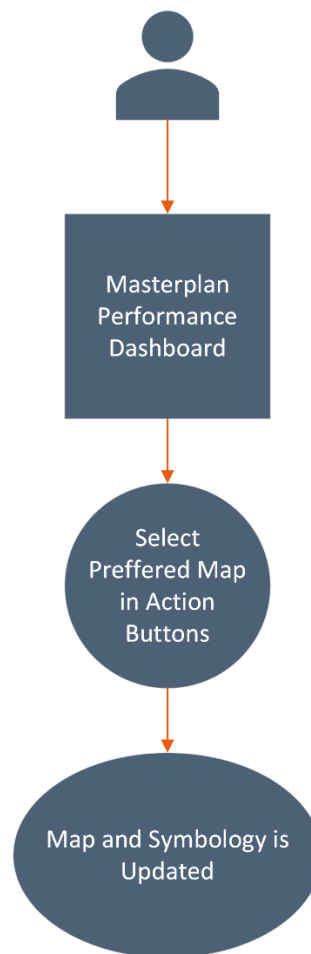 Masterplan
Performance
Dashboard
Select
Preffered Map
in Action
Buttons
Map and Symbology is
Updated